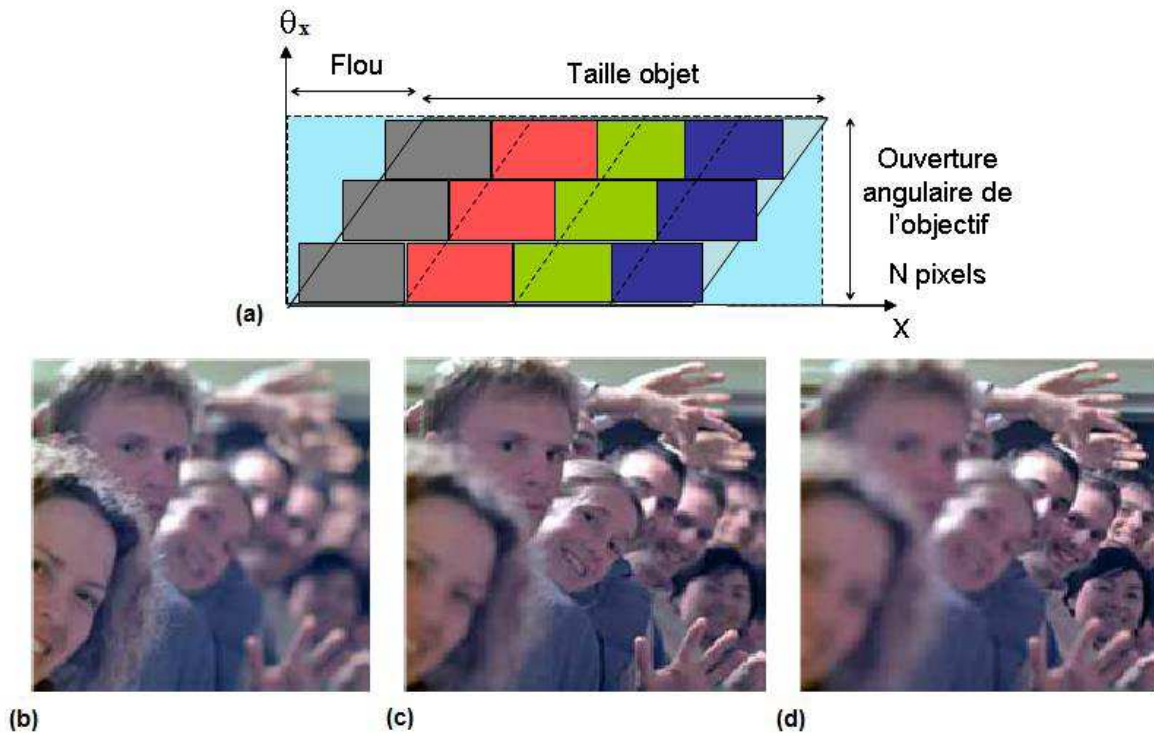 θx
Flou
Taille objet
Ouverture
angulaire de
l'objectif
N pixels
(a)
X
(b)
(c)
(d)